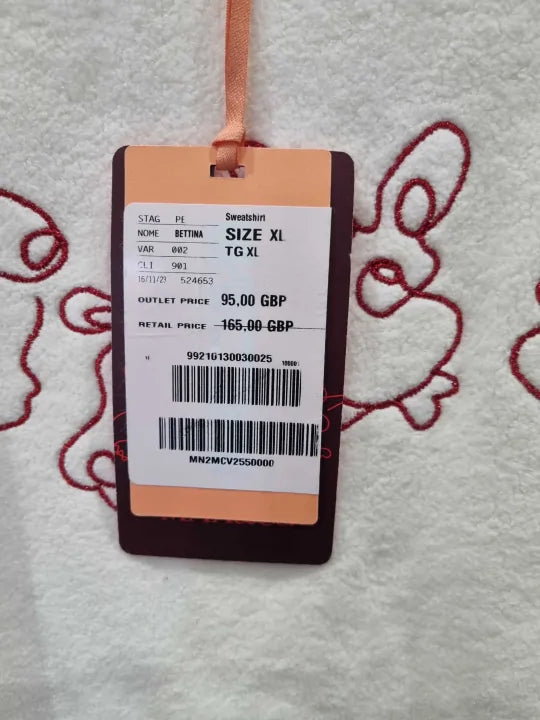 STAG PE
Sweatshirt
NOME BETTINA
SIZE XL
VAR 002
TG XL
CLI 901
16/11/23 524653
OUTLET PRICE 95,00 GBP
RETAIL PRICE 165,00 GBP
99216130030025
MN2MCV2550000